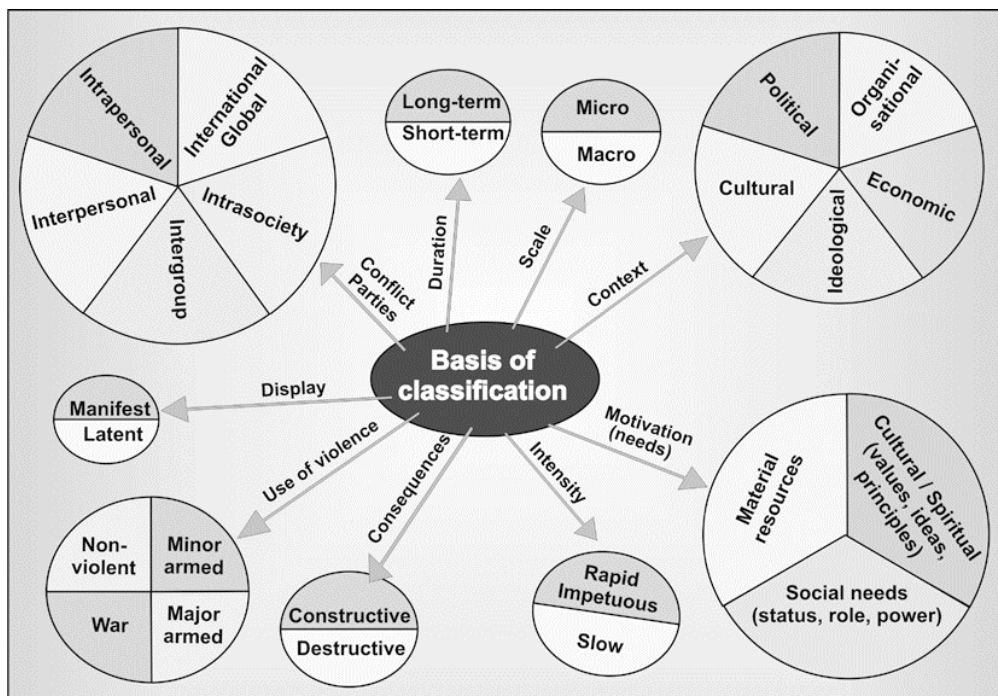 Intrapersonal
International
Global
Interpersonal
Intrasociety
Intergroup
Conflict
Parties
Long-term
Short-term
Duration
Micro
Macro
Scale
Political
Organi-
sational
Cultural
Economic
Ideological
Context
Basis of
classification
Display
Manifest
Latent
Use of violence
Non-
violent
Minor
armed
War
Major
armed
Consequences
Constructive
Destructive
Intensity
Rapid
Impetuous
Slow
Motivation
(needs)
Material
resources
Cultural / Spiritual
(values, ideas,
principles)
Social needs
(status, role, power)